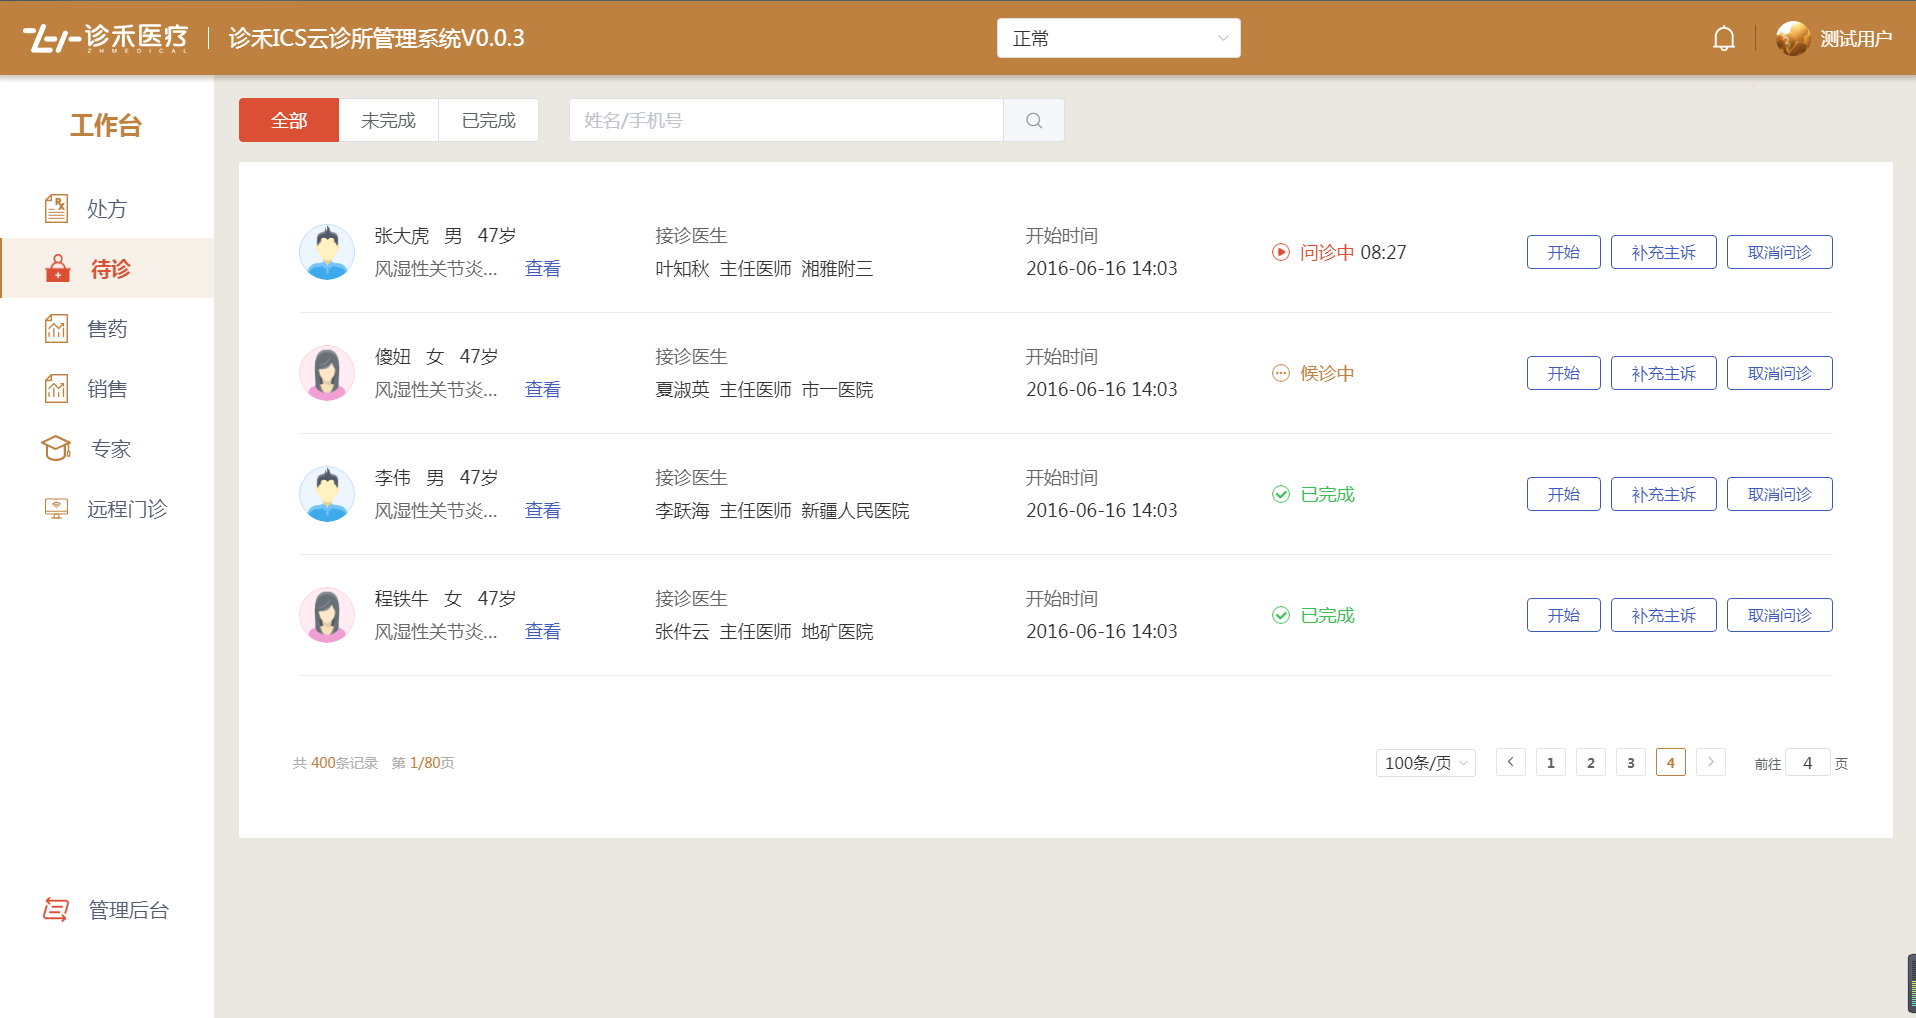 诊禾医疗
ZHMEDICAL
诊禾ICS云诊所管理系统V0.0.3
正常
测试用户
工作台
处方
待诊
售药
销售
专家
远程门诊
管理后台
全部 未完成 已完成
姓名/手机号
张大虎 男 47岁 接诊医生 开始时间
风湿性关节炎... 查看 叶知秋 主任医师 湘雅附三 2016-06-16 14:03
问诊中 08:27 开始 补充主诉 取消问诊
傻妞 女 47岁 接诊医生 开始时间
风湿性关节炎... 查看 夏淑英 主任医师 市一医院 2016-06-16 14:03
候诊中 开始 补充主诉 取消问诊
李伟 男 47岁 接诊医生 开始时间
风湿性关节炎... 查看 李跃海 主任医师 新疆人民医院 2016-06-16 14:03
已完成 开始 补充主诉 取消问诊
程铁牛 女 47岁 接诊医生 开始时间
风湿性关节炎... 查看 张件云 主任医师 地矿医院 2016-06-16 14:03
已完成 开始 补充主诉 取消问诊
共 400条记录 第 1/80页 100条/页 1 2 3 4 前往 4 页